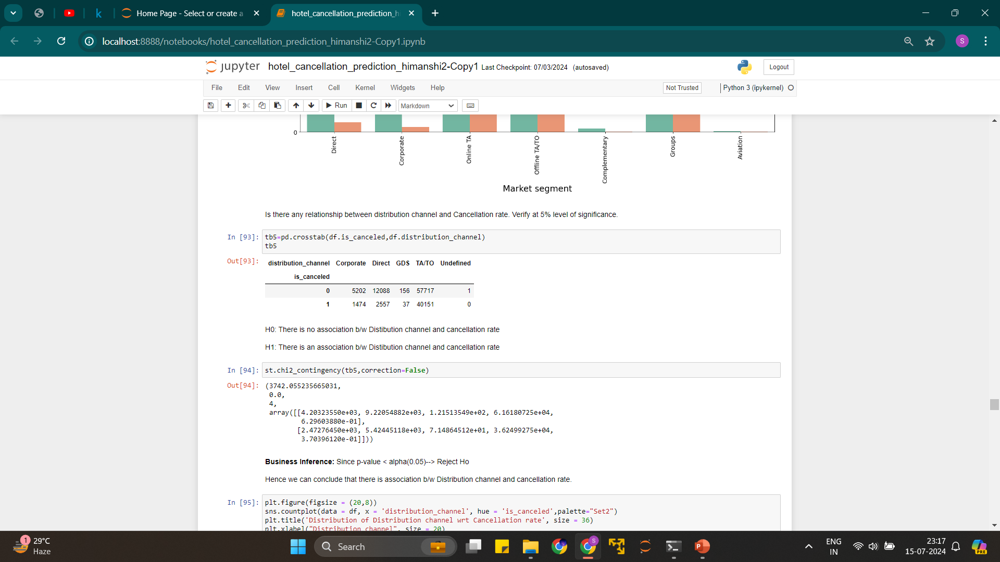 Home Page - Select or create a
hotel_cancellation_prediction_h
localhost:8888/notebooks/hotel_cancellation_prediction_himanshi2-Copy1.ipynb
S
jupyter hotel_cancellation_prediction_himanshi2-Copy1 Last Checkpoint: 07/03/2024 (autosaved)
Logout
File Edit View Insert Cell Kernel Widgets Help
Not Trusted
Python 3 (ipykernel)
Run
Markdown
0
Direct
Corporate
Online TA
Offline TA/TO
Complementary
Groups
Aviation
Market segment
Is there any relationship between distribution channel and Cancellation rate. Verify at 5% level of significance.
In [93]: tb5=pd.crosstab(df.is_canceled,df.distribution_channel)
tb5
Out[93]: distribution_channel Corporate Direct GDS TA/TO Undefined
is_canceled
0 5202 12088 156 57717 1
1 1474 2557 37 40151 0
H0: There is no association b/w Distibution channel and cancellation rate
H1: There is an association b/w Distibution channel and cancellation rate
In [94]: st.chi2_contingency(tb5,correction=False)
Out[94]: (3742.055235665031,
0.0,
4,
array([[4.20323550e+03, 9.22054882e+03, 1.21513549e+02, 6.16180725e+04,
6.29603880e-01],
[2.47276450e+03, 5.42445118e+03, 7.14864512e+01, 3.62499275e+04,
3.70396120e-01]]))
Business Inference: Since p-value < alpha(0.05)--> Reject Ho
Hence we can conclude that there is association b/w Distribution channel and cancellation rate.
In [95]: plt.figure(figsize = (20,8))
sns.countplot(data = df, x = 'distribution_channel', hue = 'is_canceled',palette="Set2")
plt.title('Distribution of Distribution channel wrt Cancellation rate', size = 36)
plt.xlabel("Distribution channel", size = 20)
1
29°C
Haze
Search
S
ENG
IN
23:17
15-07-2024
PRE